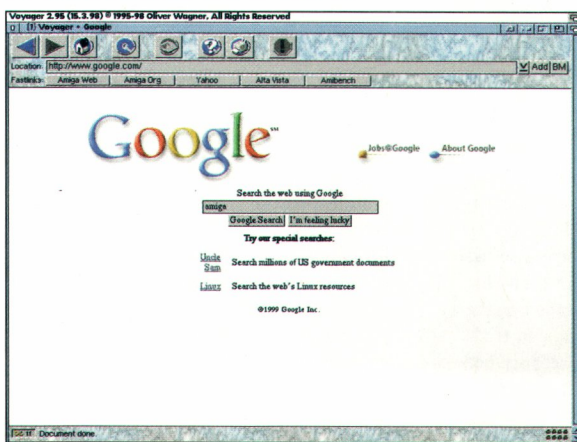 Voyager 2.95 (15.3.98) © 1995-98 Oliver Wagner, All Rights Reserved
(1) Voyager • Google
Location: http://www.google.com/ Add BM
Fastlinks: Amiga Web Amiga Org Yahoo Alta Vista Amibench
Google SM
Jobs@Google About Google
Search the web using Google
amiga
Google Search I'm feeling lucky
Try our special searches:
Uncle Sam Search millions of US government documents
Linux Search the web's Linux resources
©1999 Google Inc.
Document done.